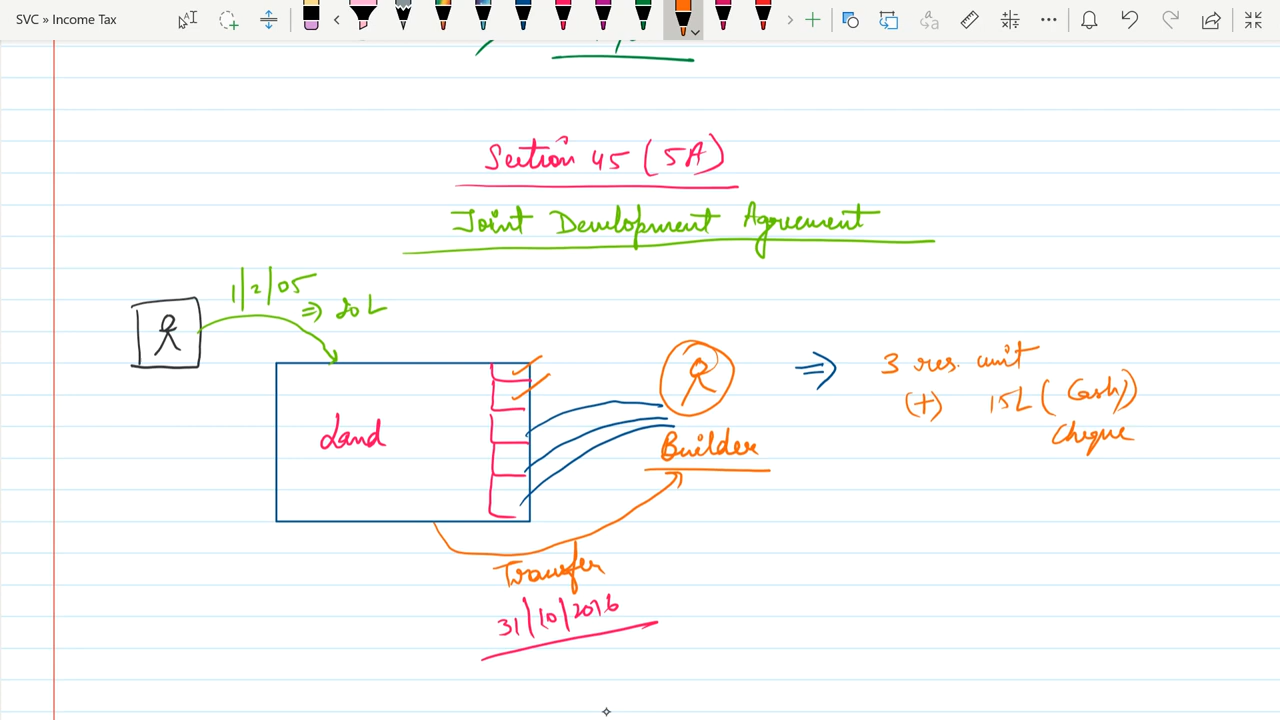 SVC » Income Tax
Section 45 (5A)
Joint Development Agreement
1/2/05
⇒ 20 L
Land
Builder
⇒ 3 res. unit
(+) 15L (Cash)
Cheque
Transfer
31/10/2016